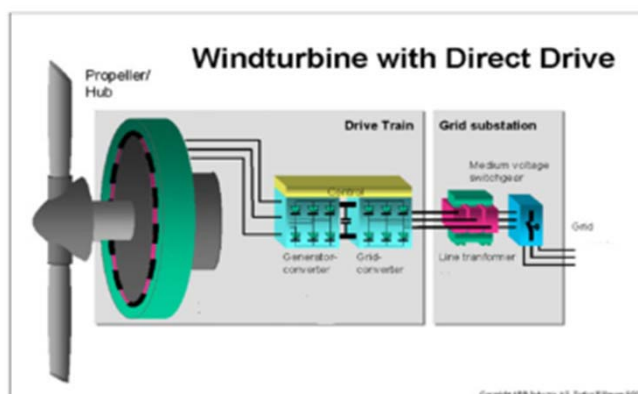 Windturbine with Direct Drive
Propeller/
Hub
Drive Train
Grid substation
Medium voltage
switchgear
Control
Grid
Generator-
converter
Grid-
converter
Line tranformer